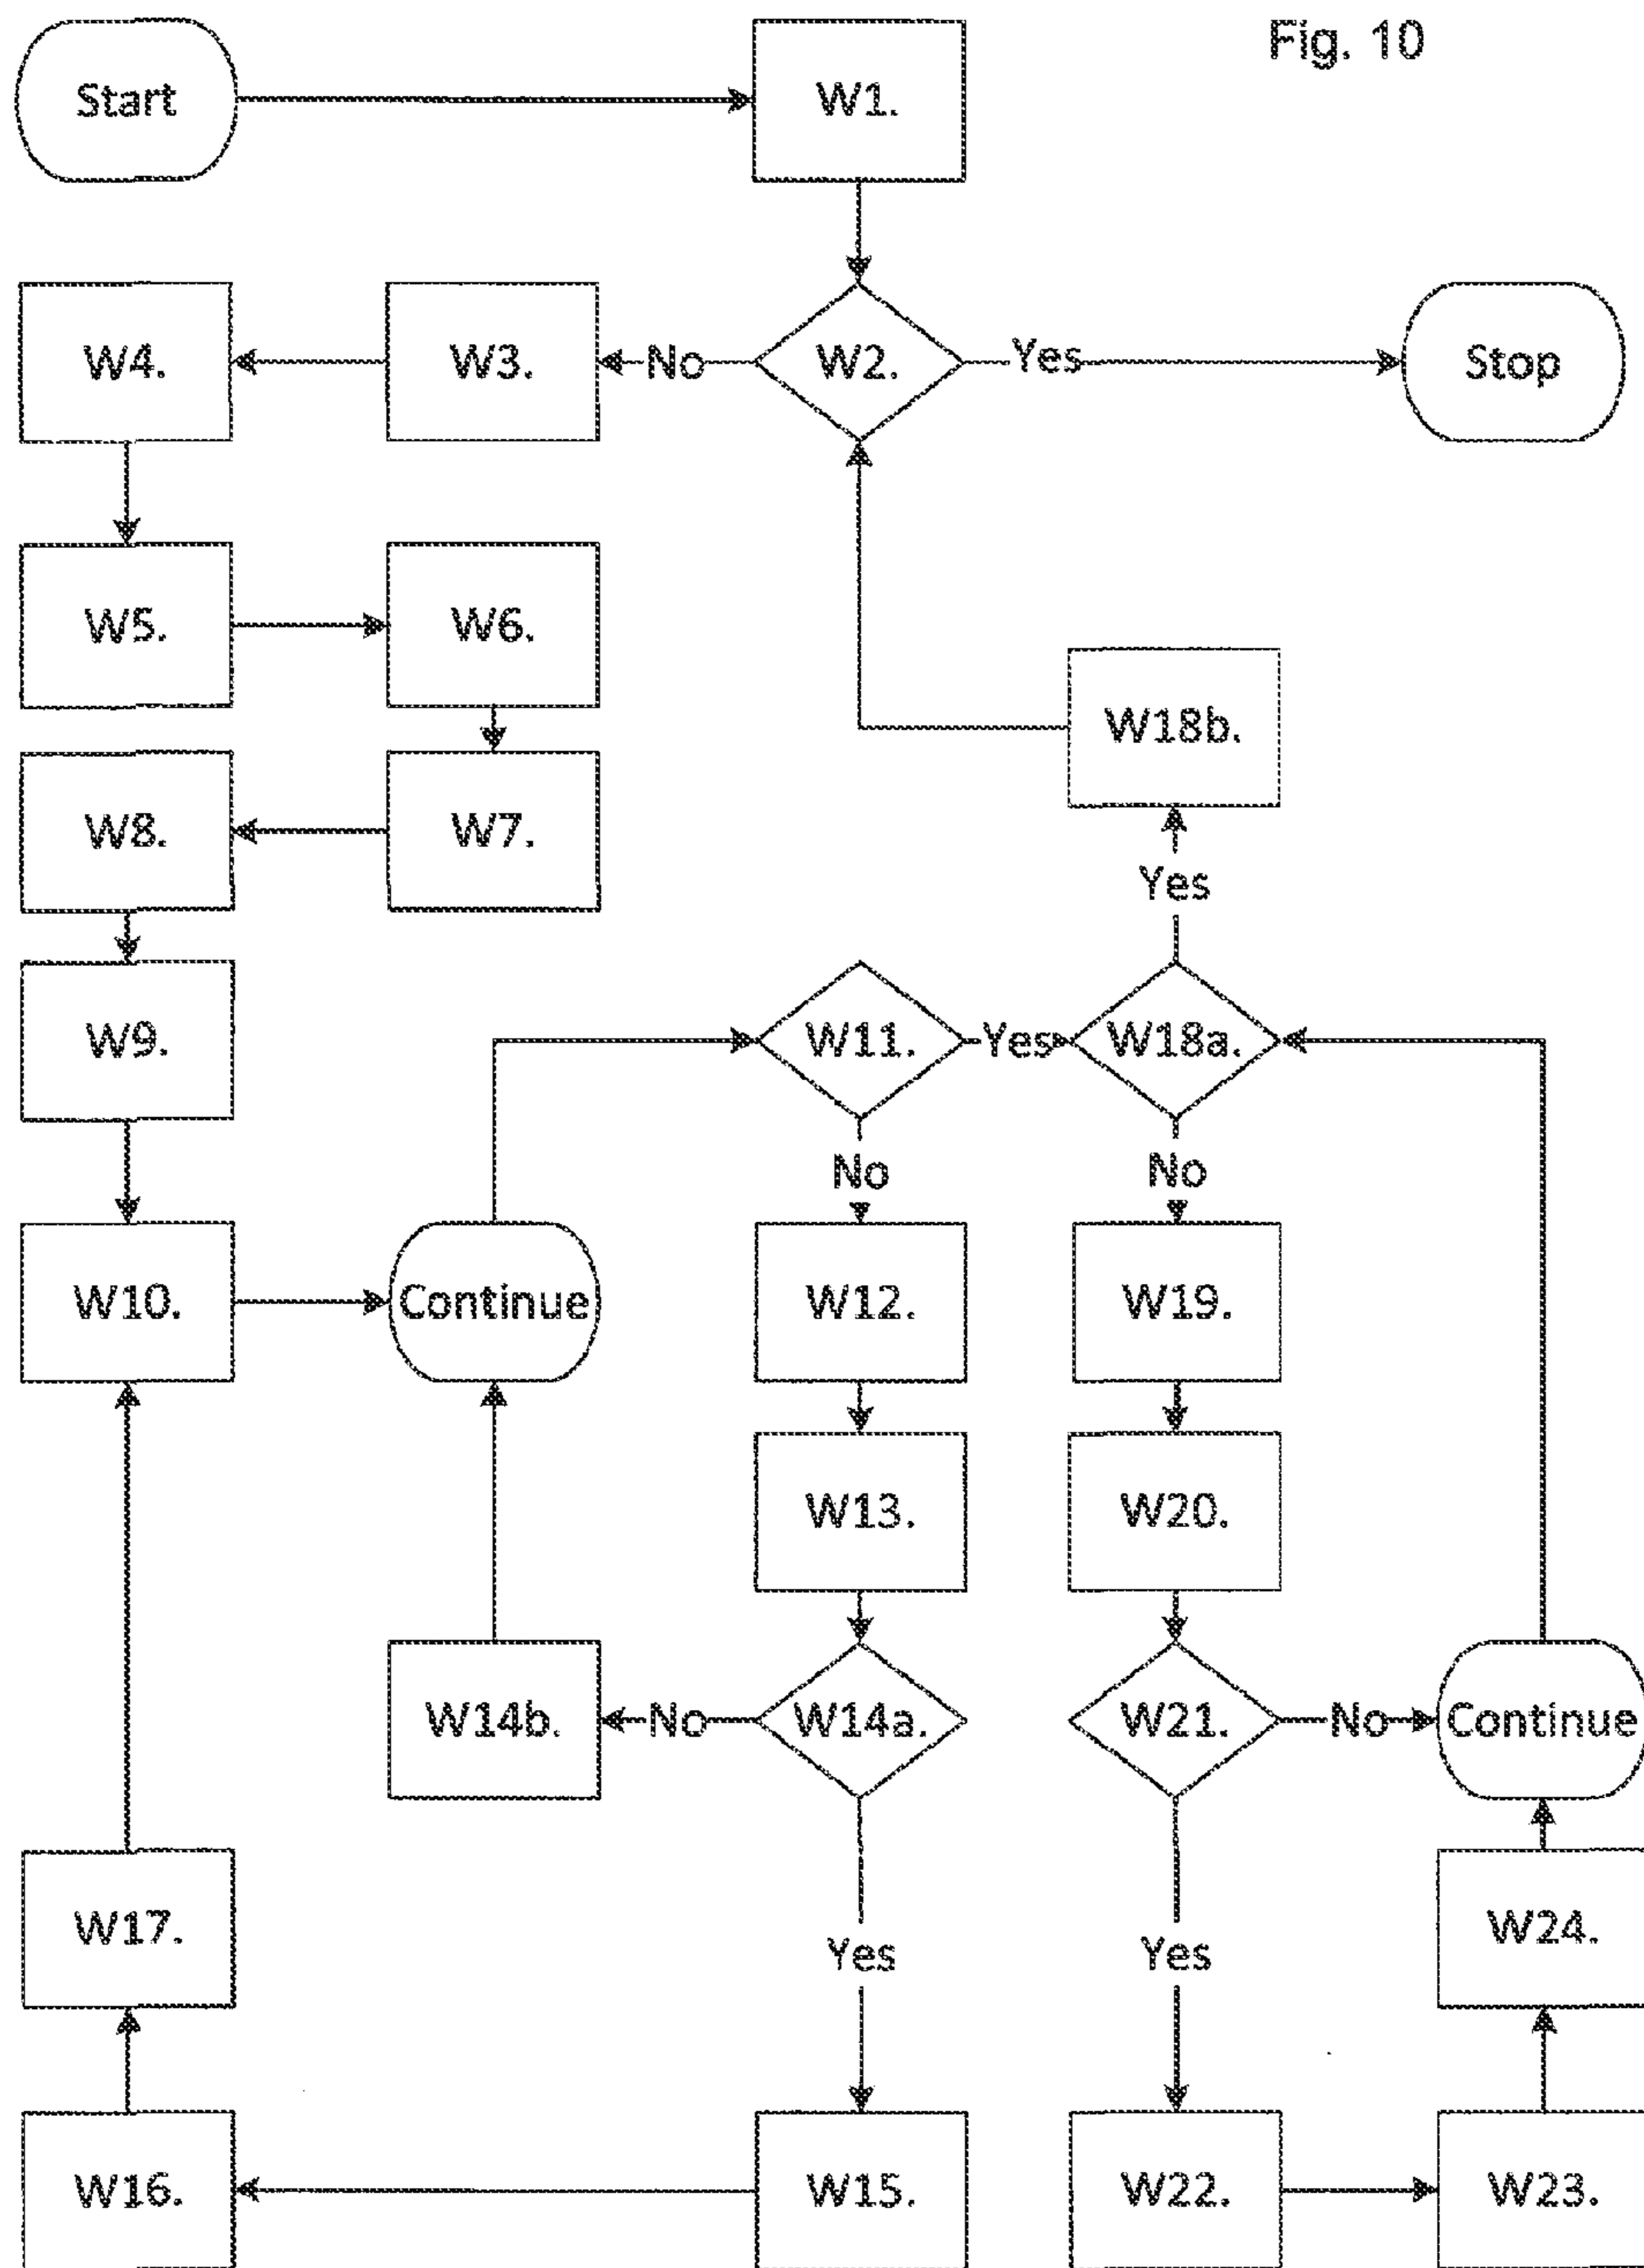 Fig. 10
Start
W1.
W4.
W3.
No
W2.
Yes
Stop
W5.
W6.
W18b.
W8.
W7.
Yes
W9.
W11.
Yes
W18a.
No
No
W10.
Continue
W12.
W19.
W13.
W20.
W14b.
No
W14a.
W21.
No
Continue
W17.
Yes
Yes
W24.
W16.
W15.
W22.
W23.